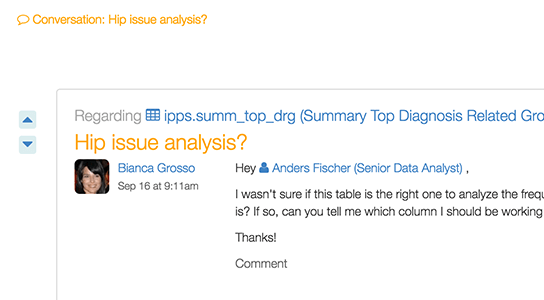 Conversation: Hip issue analysis?
Regarding ipps.summ_top_drg (Summary Top Diagnosis Related Gro
Hip issue analysis?
Bianca Grosso
Sep 16 at 9:11am
Hey Anders Fischer (Senior Data Analyst) ,
I wasn't sure if this table is the right one to analyze the frequ
is? If so, can you tell me which column I should be working
Thanks!
Comment